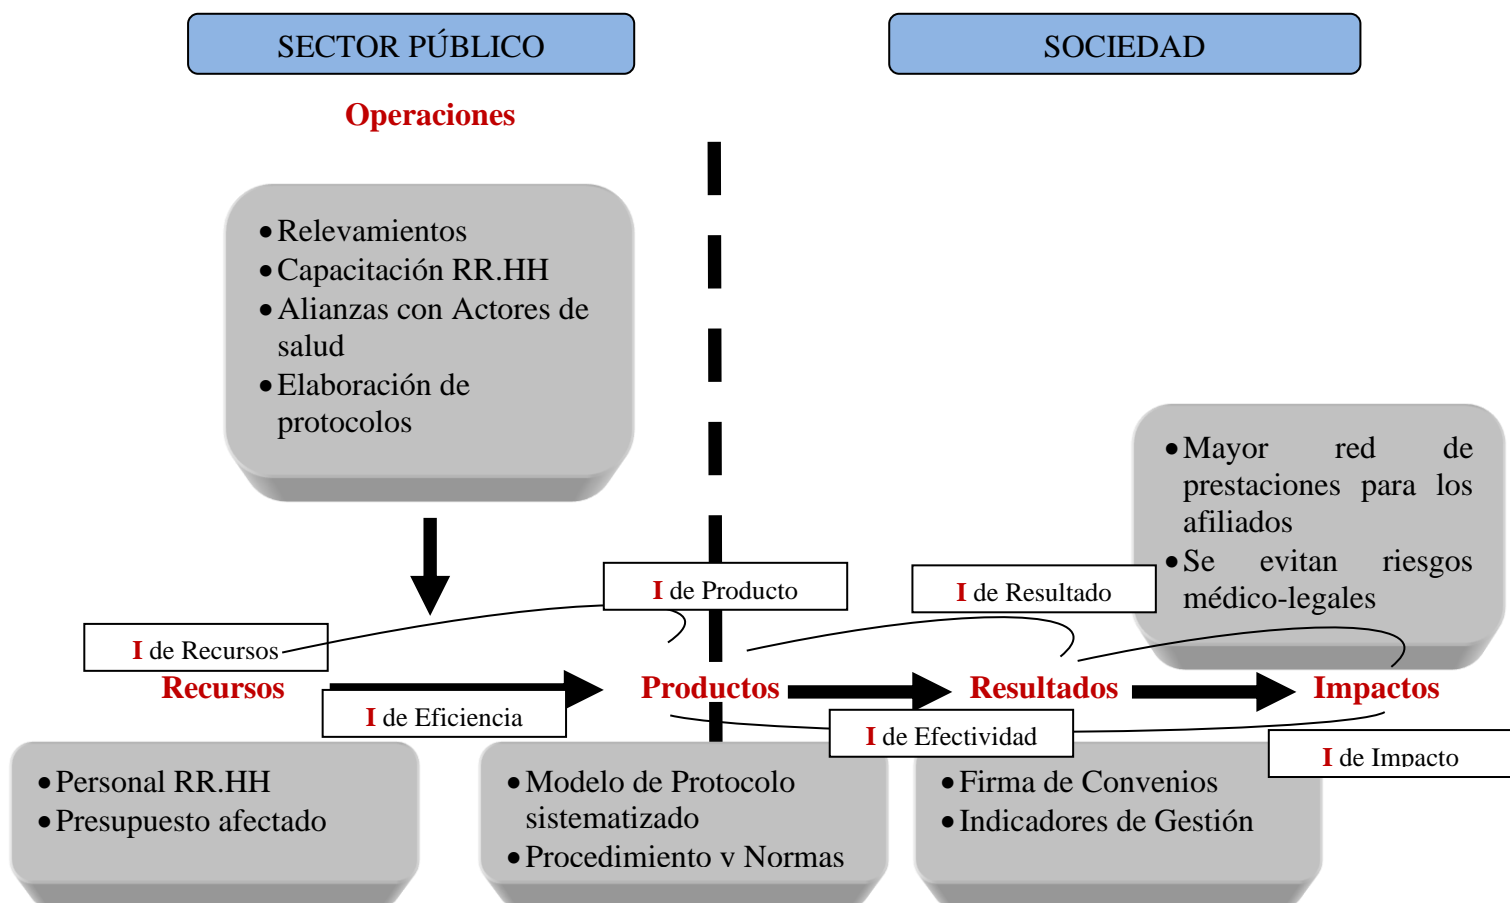 SECTOR PÚBLICO
SOCIEDAD
Operaciones
• Relevamientos
• Capacitación RR.HH
• Alianzas con Actores de
salud
• Elaboración de
protocolos
• Mayor red de
prestaciones para los
afiliados
• Se evitan riesgos
médico-legales
I de Producto
I de Resultado
I de Recursos
Recursos
Productos
Resultados
Impactos
I de Eficiencia
I de Efectividad
I de Impacto
• Personal RR.HH
• Presupuesto afectado
• Modelo de Protocolo
sistematizado
• Procedimiento y Normas
• Firma de Convenios
• Indicadores de Gestión